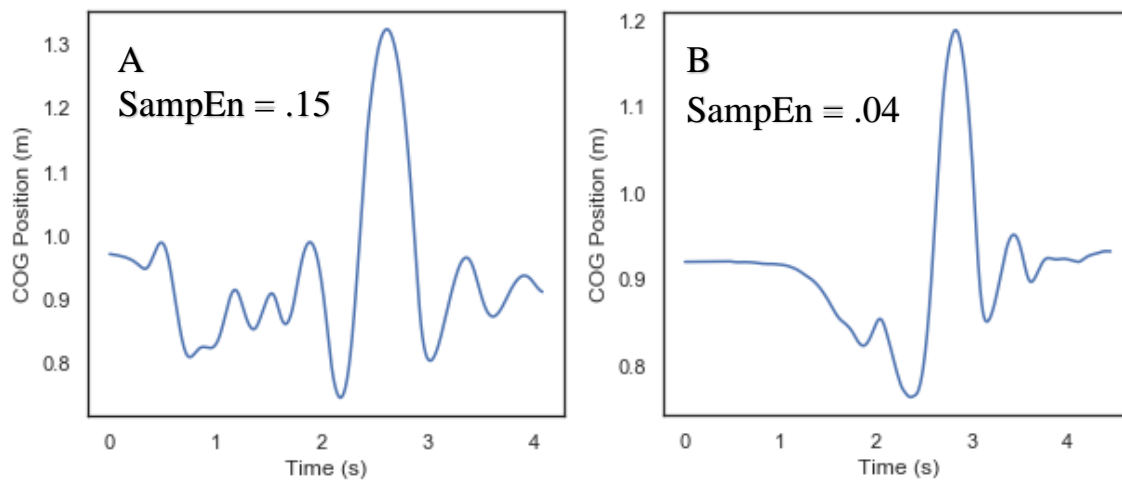 A
SampEn = .15
COG Position (m)
1.3
1.2
1.1
1.0
0.9
0.8
0 1 2 3 4
Time (s)
B
SampEn = .04
COG Position (m)
1.2
1.1
1.0
0.9
0.8
0 1 2 3 4
Time (s)